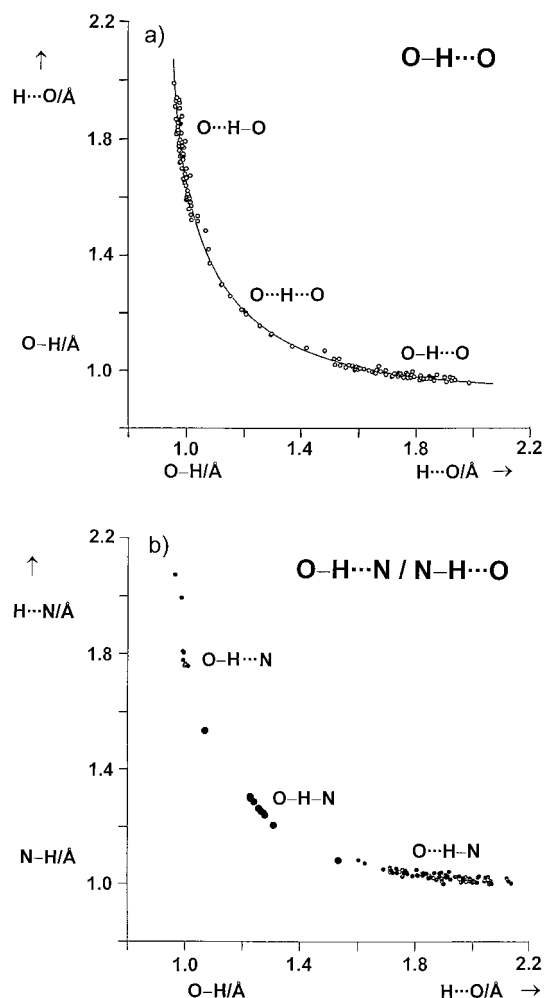 2.2
a)
O–H···O
↑
H···O/Å
1.8
O···H–O
1.4
O···H···O
O–H/Å
O–H···O
1.0
1.0 1.4 1.8 2.2
O–H/Å H···O/Å →
2.2
b)
O–H···N / N–H···O
↑
H···N/Å
1.8
O–H···N
1.4
O–H–N
N–H/Å
O···H–N
1.0
1.0 1.4 1.8 2.2
O–H/Å H···O/Å →